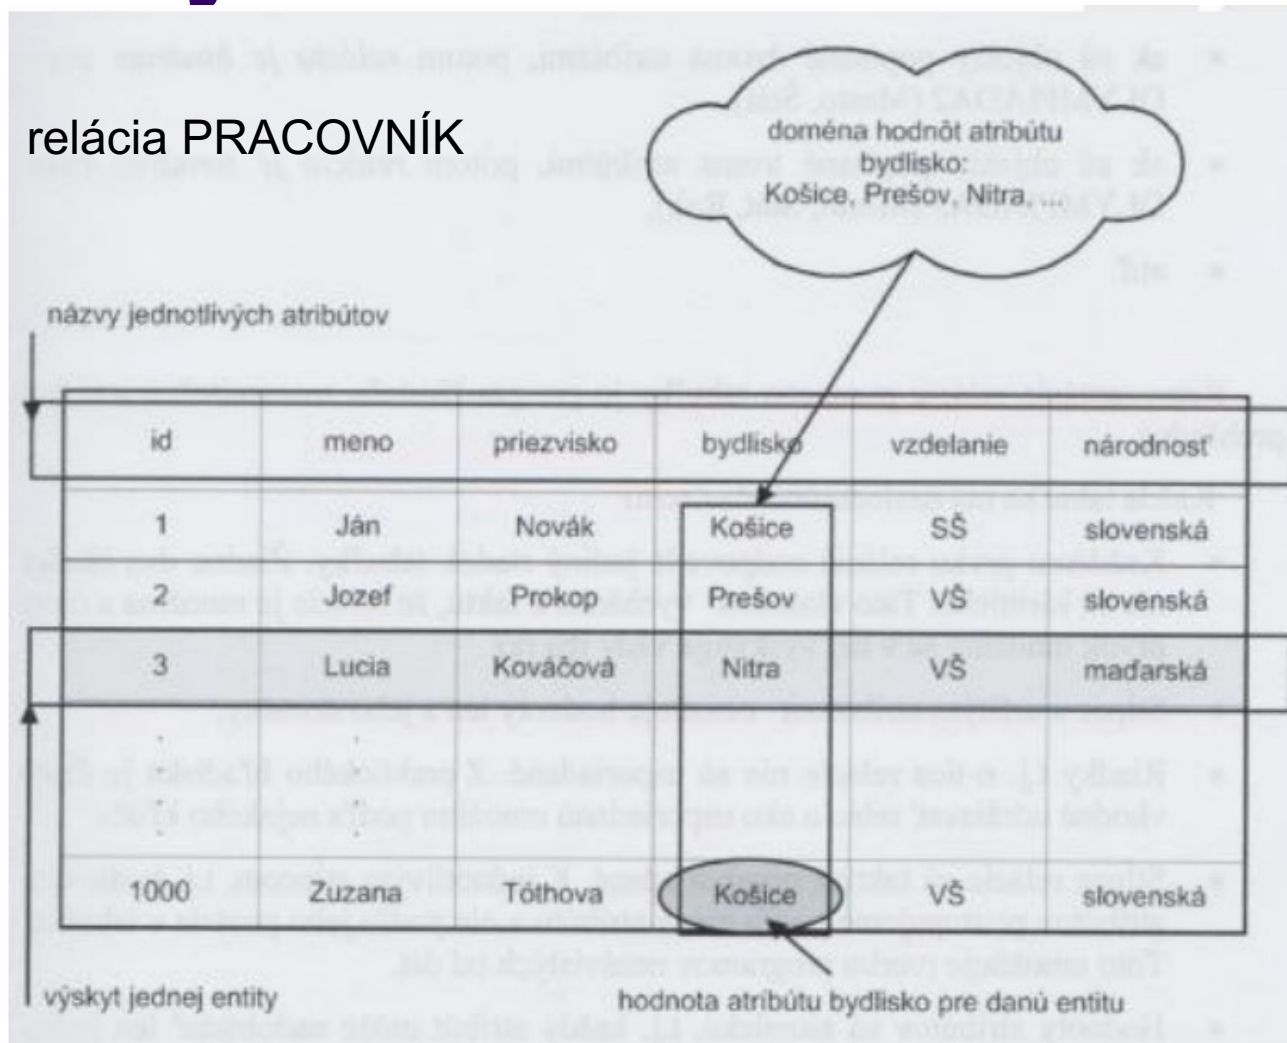 relácia PRACOVNÍK
doména hodnôt atribútu
bydlisko:
Košice, Prešov, Nitra, ...
názvy jednotlivých atribútov
id meno priezvisko bydlisko vzdelanie národnosť
1 Ján Novák Košice SŠ slovenská
2 Jozef Prokop Prešov VŠ slovenská
3 Lucia Kováčová Nitra VŠ maďarská
1000 Zuzana Tóthova Košice VŠ slovenská
výskyt jednej entity
hodnota atribútu bydlisko pre danú entitu